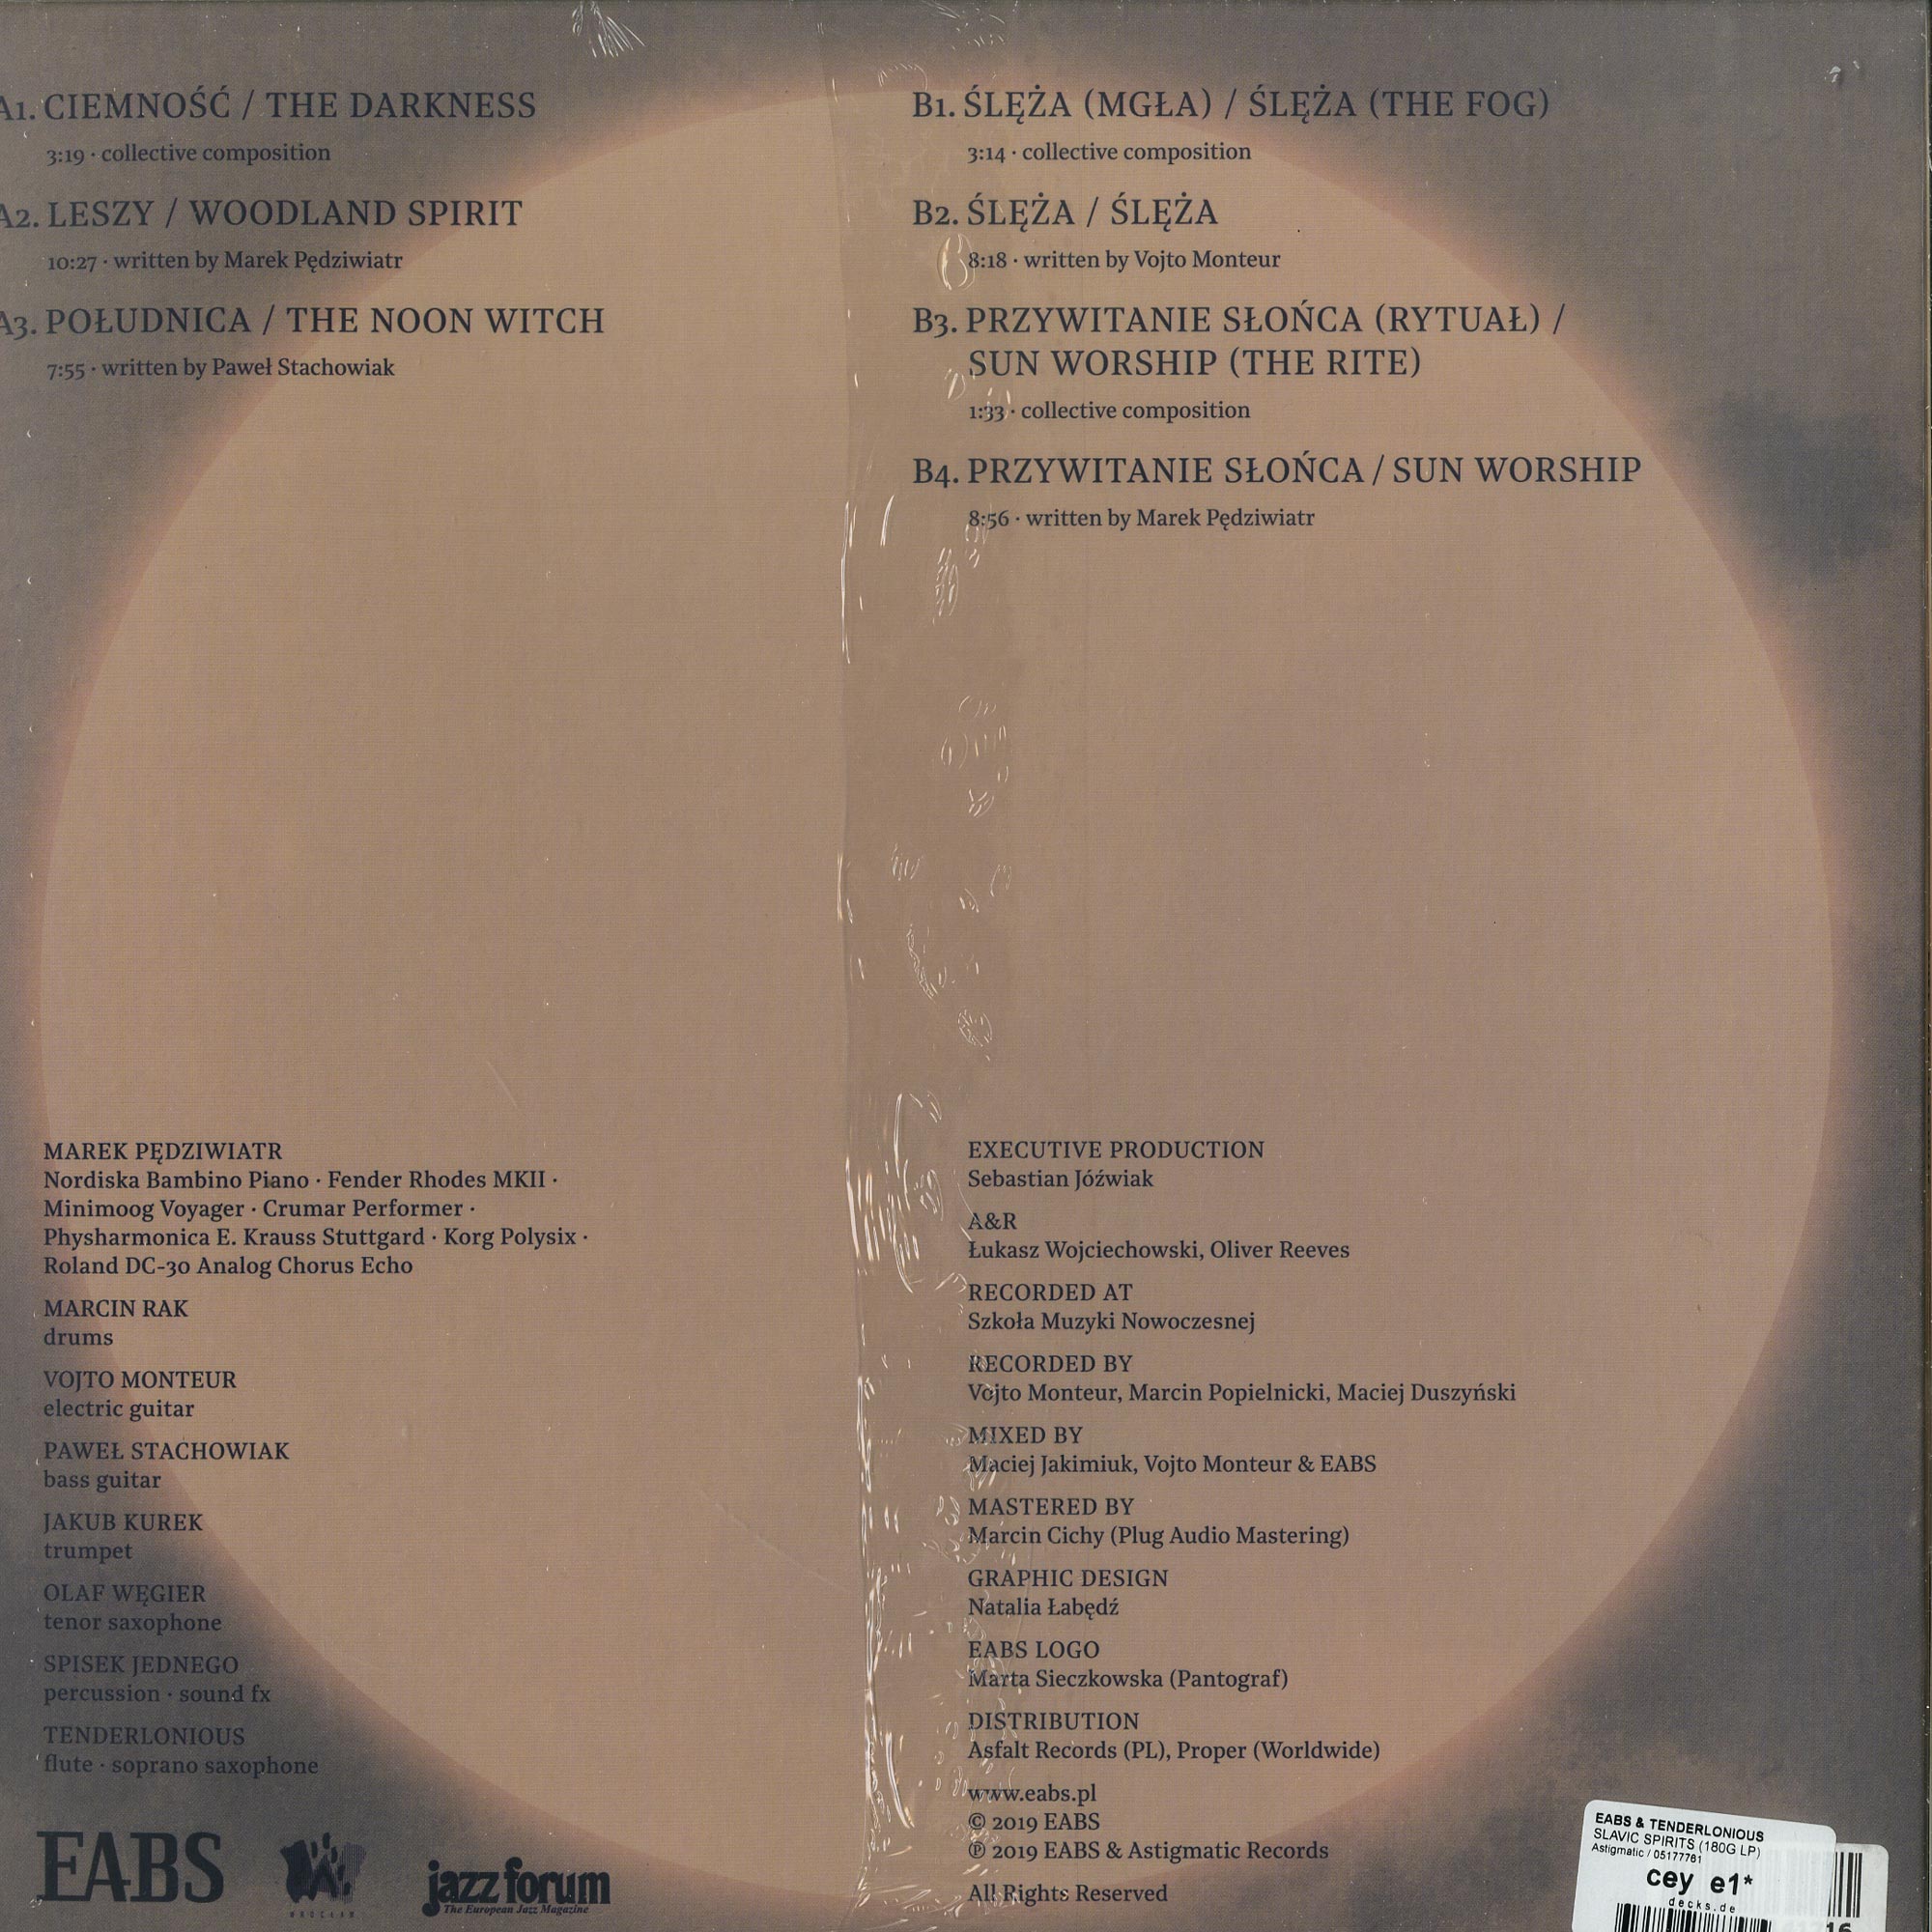 A1. CIEMNOŚĆ / THE DARKNESS
3:19 · collective composition
A2. LESZY / WOODLAND SPIRIT
10:27 · written by Marek Pędziwiatr
A3. POŁUDNICA / THE NOON WITCH
7:55 · written by Paweł Stachowiak
B1. ŚLĘŻA (MGŁA) / ŚLĘŻA (THE FOG)
3:14 · collective composition
B2. ŚLĘŻA / ŚLĘŻA
8:18 · written by Vojto Monteur
B3. PRZYWITANIE SŁOŃCA (RYTUAŁ) /
SUN WORSHIP (THE RITE)
1:33 · collective composition
B4. PRZYWITANIE SŁOŃCA / SUN WORSHIP
8:56 · written by Marek Pędziwiatr
MAREK PĘDZIWIATR
Nordiska Bambino Piano · Fender Rhodes MKII ·
Minimoog Voyager · Crumar Performer ·
Physharmonica E. Krauss Stuttgard · Korg Polysix ·
Roland DC-30 Analog Chorus Echo
MARCIN RAK
drums
VOJTO MONTEUR
electric guitar
PAWEŁ STACHOWIAK
bass guitar
JAKUB KUREK
trumpet
OLAF WĘGIER
tenor saxophone
SPISEK JEDNEGO
percussion · sound fx
TENDERLONIOUS
flute · soprano saxophone
EABS
W!
WROCŁAW
jazz forum
The European Jazz Magazine
EXECUTIVE PRODUCTION
Sebastian Jóźwiak
A&R
Łukasz Wojciechowski, Oliver Reeves
RECORDED AT
Szkoła Muzyki Nowoczesnej
RECORDED BY
Vojto Monteur, Marcin Popielnicki, Maciej Duszyński
MIXED BY
Maciej Jakimiuk, Vojto Monteur & EABS
MASTERED BY
Marcin Cichy (Plug Audio Mastering)
GRAPHIC DESIGN
Natalia Łabędź
EABS LOGO
Marta Sieczkowska (Pantograf)
DISTRIBUTION
Asfalt Records (PL), Proper (Worldwide)
www.eabs.pl
© 2019 EABS
℗ 2019 EABS & Astigmatic Records
All Rights Reserved
EABS & TENDERLONIOUS
SLAVIC SPIRITS (180G LP)
Astigmatic / 05177761
cey e1*
decks.de
16